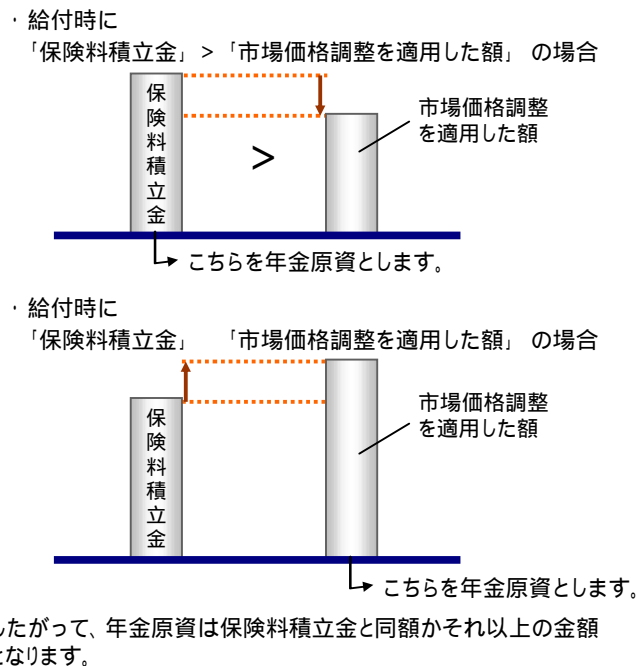 ・給付時に
「保険料積立金」>「市場価格調整を適用した額」の場合
保険料積立金
>
市場価格調整
を適用した額
こちらを年金原資とします。
・給付時に
「保険料積立金」 「市場価格調整を適用した額」の場合
保険料積立金
市場価格調整
を適用した額
こちらを年金原資とします。
したがって、年金原資は保険料積立金と同額かそれ以上の金額
となります。